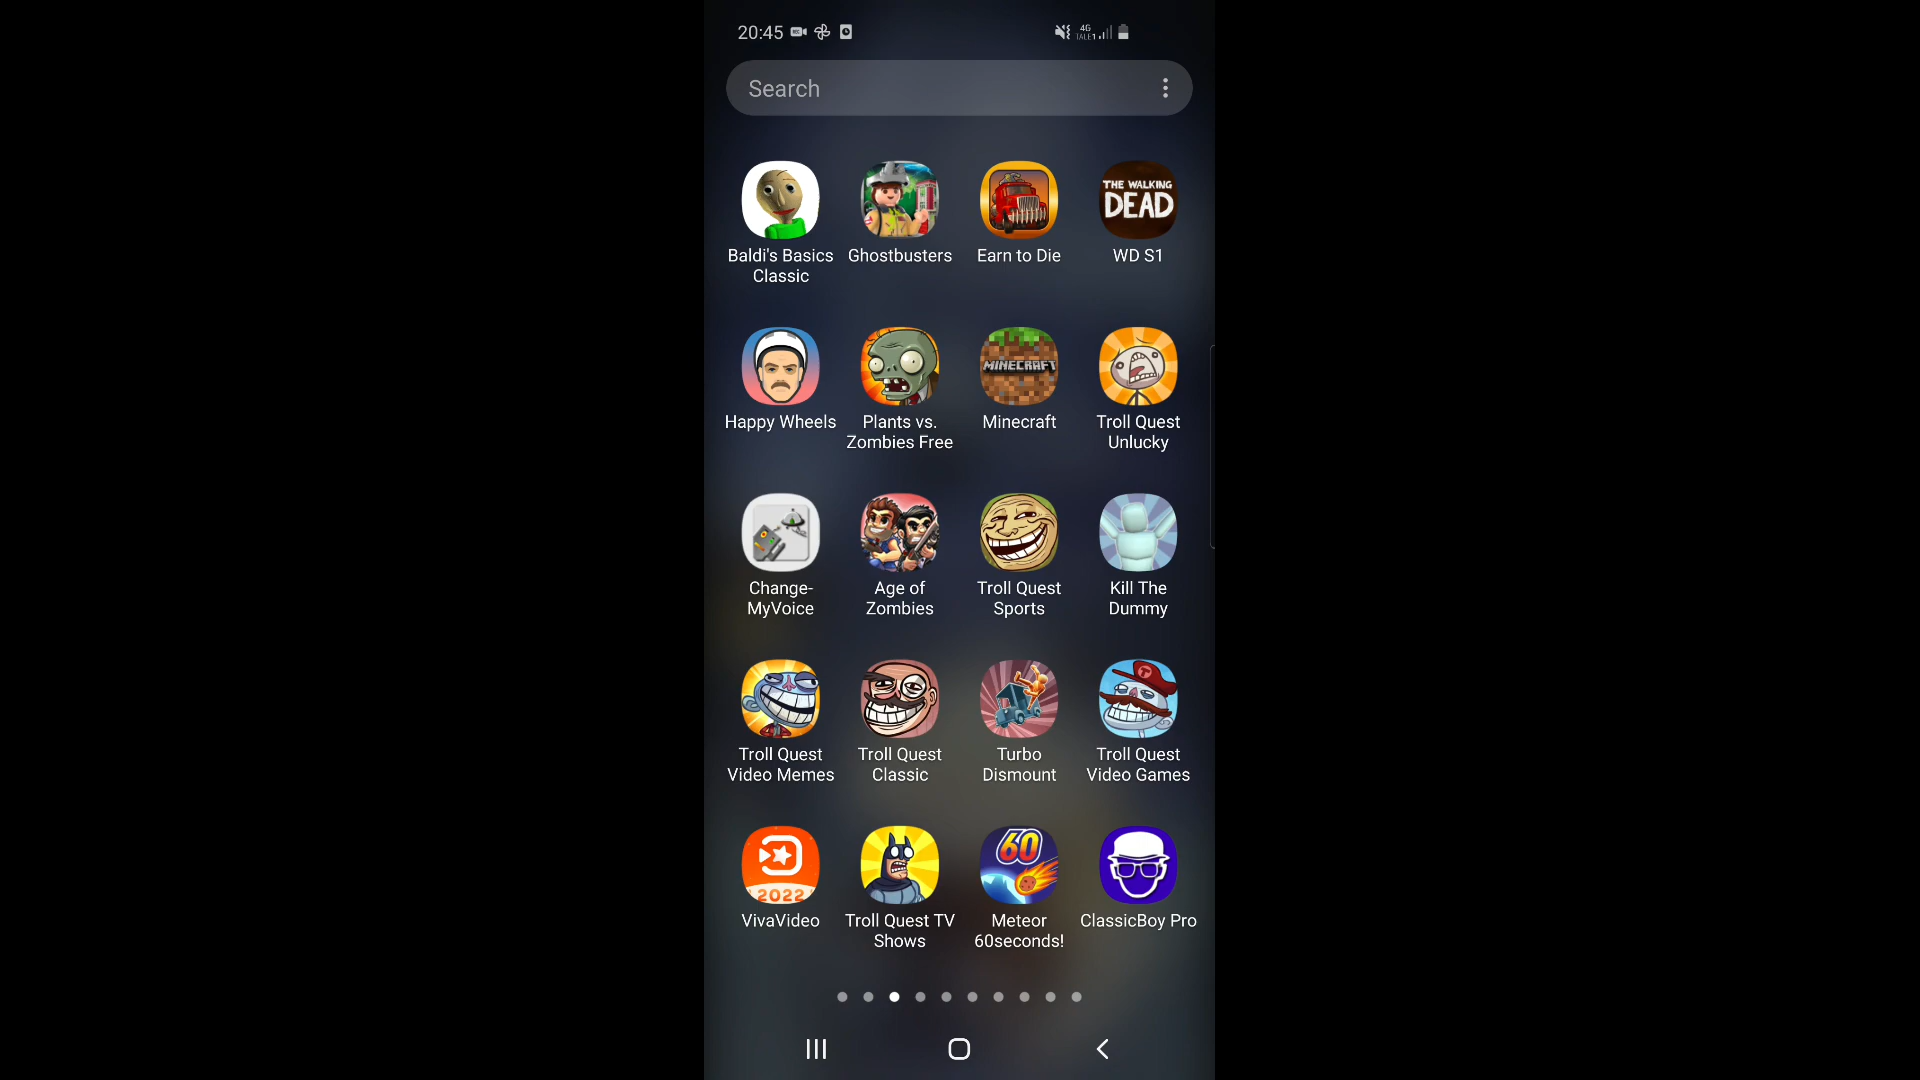 20:45
4G
Search
THE WALKING
DEAD
Baldi's Basics
Classic
Ghostbusters
Earn to Die
WD S1
MINECRAFT
Happy Wheels
Plants vs.
Zombies Free
Minecraft
Troll Quest
Unlucky
Change-
MyVoice
Age of
Zombies
Troll Quest
Sports
Kill The
Dummy
T
Troll Quest
Video Memes
Troll Quest
Classic
Turbo
Dismount
Troll Quest
Video Games
2022
60
VivaVideo
Troll Quest TV
Shows
Meteor
60seconds!
ClassicBoy Pro